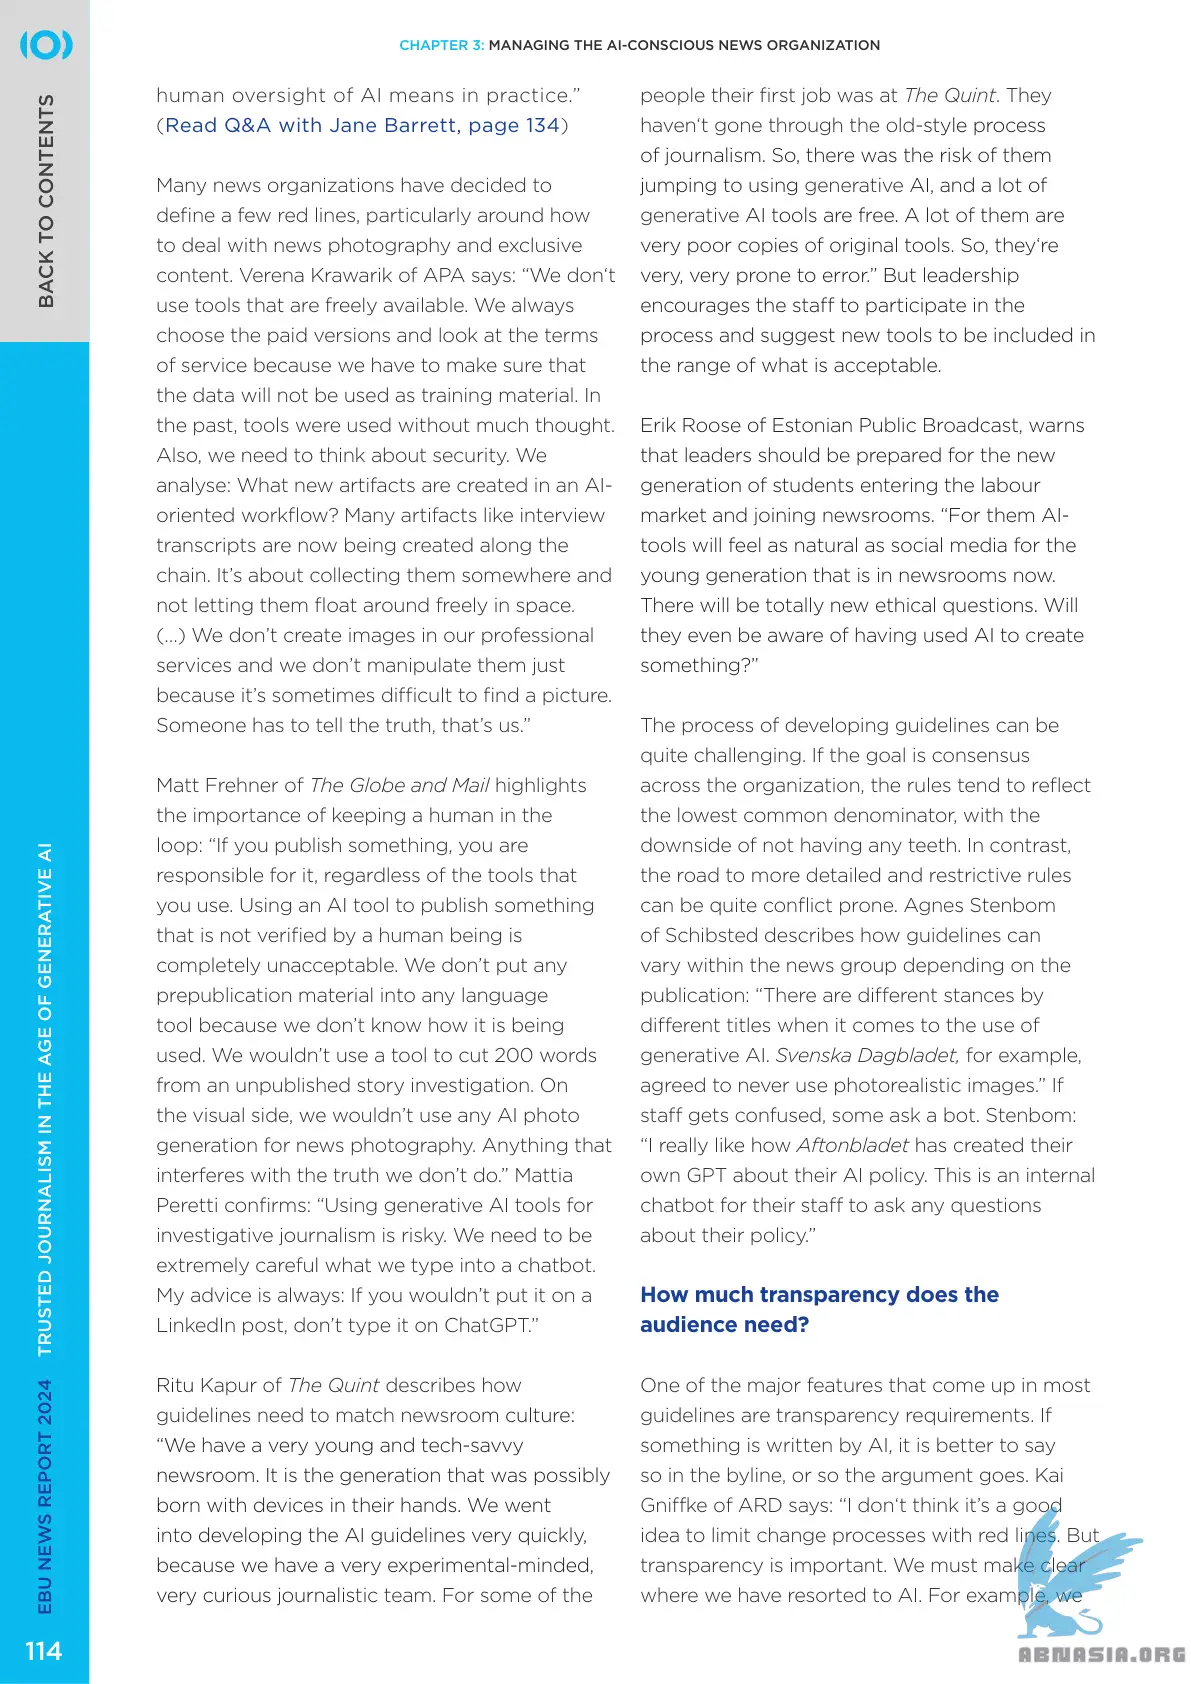 CHAPTER 3: MANAGING THE AI-CONSCIOUS NEWS ORGANIZATION
BACK TO CONTENTS
human oversight of AI means in practice.”
(Read Q&A with Jane Barrett, page 134)
Many news organizations have decided to
define a few red lines, particularly around how
to deal with news photography and exclusive
content. Verena Krawarik of APA says: “We don‘t
use tools that are freely available. We always
choose the paid versions and look at the terms
of service because we have to make sure that
the data will not be used as training material. In
the past, tools were used without much thought.
Also, we need to think about security. We
analyse: What new artifacts are created in an AI-
oriented workflow? Many artifacts like interview
transcripts are now being created along the
chain. It’s about collecting them somewhere and
not letting them float around freely in space.
(...) We don’t create images in our professional
services and we don’t manipulate them just
because it’s sometimes difficult to find a picture.
Someone has to tell the truth, that’s us.”
Matt Frehner of The Globe and Mail highlights
the importance of keeping a human in the
loop: “If you publish something, you are
responsible for it, regardless of the tools that
you use. Using an AI tool to publish something
that is not verified by a human being is
completely unacceptable. We don’t put any
prepublication material into any language
tool because we don’t know how it is being
used. We wouldn’t use a tool to cut 200 words
from an unpublished story investigation. On
the visual side, we wouldn’t use any AI photo
generation for news photography. Anything that
interferes with the truth we don’t do.” Mattia
Peretti confirms: “Using generative AI tools for
investigative journalism is risky. We need to be
extremely careful what we type into a chatbot.
My advice is always: If you wouldn’t put it on a
LinkedIn post, don’t type it on ChatGPT.”
Ritu Kapur of The Quint describes how
guidelines need to match newsroom culture:
“We have a very young and tech-savvy
newsroom. It is the generation that was possibly
born with devices in their hands. We went
into developing the AI guidelines very quickly,
because we have a very experimental-minded,
very curious journalistic team. For some of the
people their first job was at The Quint. They
haven‘t gone through the old-style process
of journalism. So, there was the risk of them
jumping to using generative AI, and a lot of
generative AI tools are free. A lot of them are
very poor copies of original tools. So, they‘re
very, very prone to error.” But leadership
encourages the staff to participate in the
process and suggest new tools to be included in
the range of what is acceptable.
Erik Roose of Estonian Public Broadcast, warns
that leaders should be prepared for the new
generation of students entering the labour
market and joining newsrooms. “For them AI-
tools will feel as natural as social media for the
young generation that is in newsrooms now.
There will be totally new ethical questions. Will
they even be aware of having used AI to create
something?”
The process of developing guidelines can be
quite challenging. If the goal is consensus
across the organization, the rules tend to reflect
the lowest common denominator, with the
downside of not having any teeth. In contrast,
the road to more detailed and restrictive rules
can be quite conflict prone. Agnes Stenbom
of Schibsted describes how guidelines can
vary within the news group depending on the
publication: “There are different stances by
different titles when it comes to the use of
generative AI. Svenska Dagbladet, for example,
agreed to never use photorealistic images.” If
staff gets confused, some ask a bot. Stenbom:
“I really like how Aftonbladet has created their
own GPT about their AI policy. This is an internal
chatbot for their staff to ask any questions
about their policy.”
How much transparency does the
audience need?
One of the major features that come up in most
guidelines are transparency requirements. If
something is written by AI, it is better to say
so in the byline, or so the argument goes. Kai
Gniffke of ARD says: “I don‘t think it’s a good
idea to limit change processes with red lines. But
transparency is important. We must make clear
where we have resorted to AI. For example, we
EBU NEWS REPORT 2024 TRUSTED JOURNALISM IN THE AGE OF GENERATIVE AI
114
ABNASIA.ORG